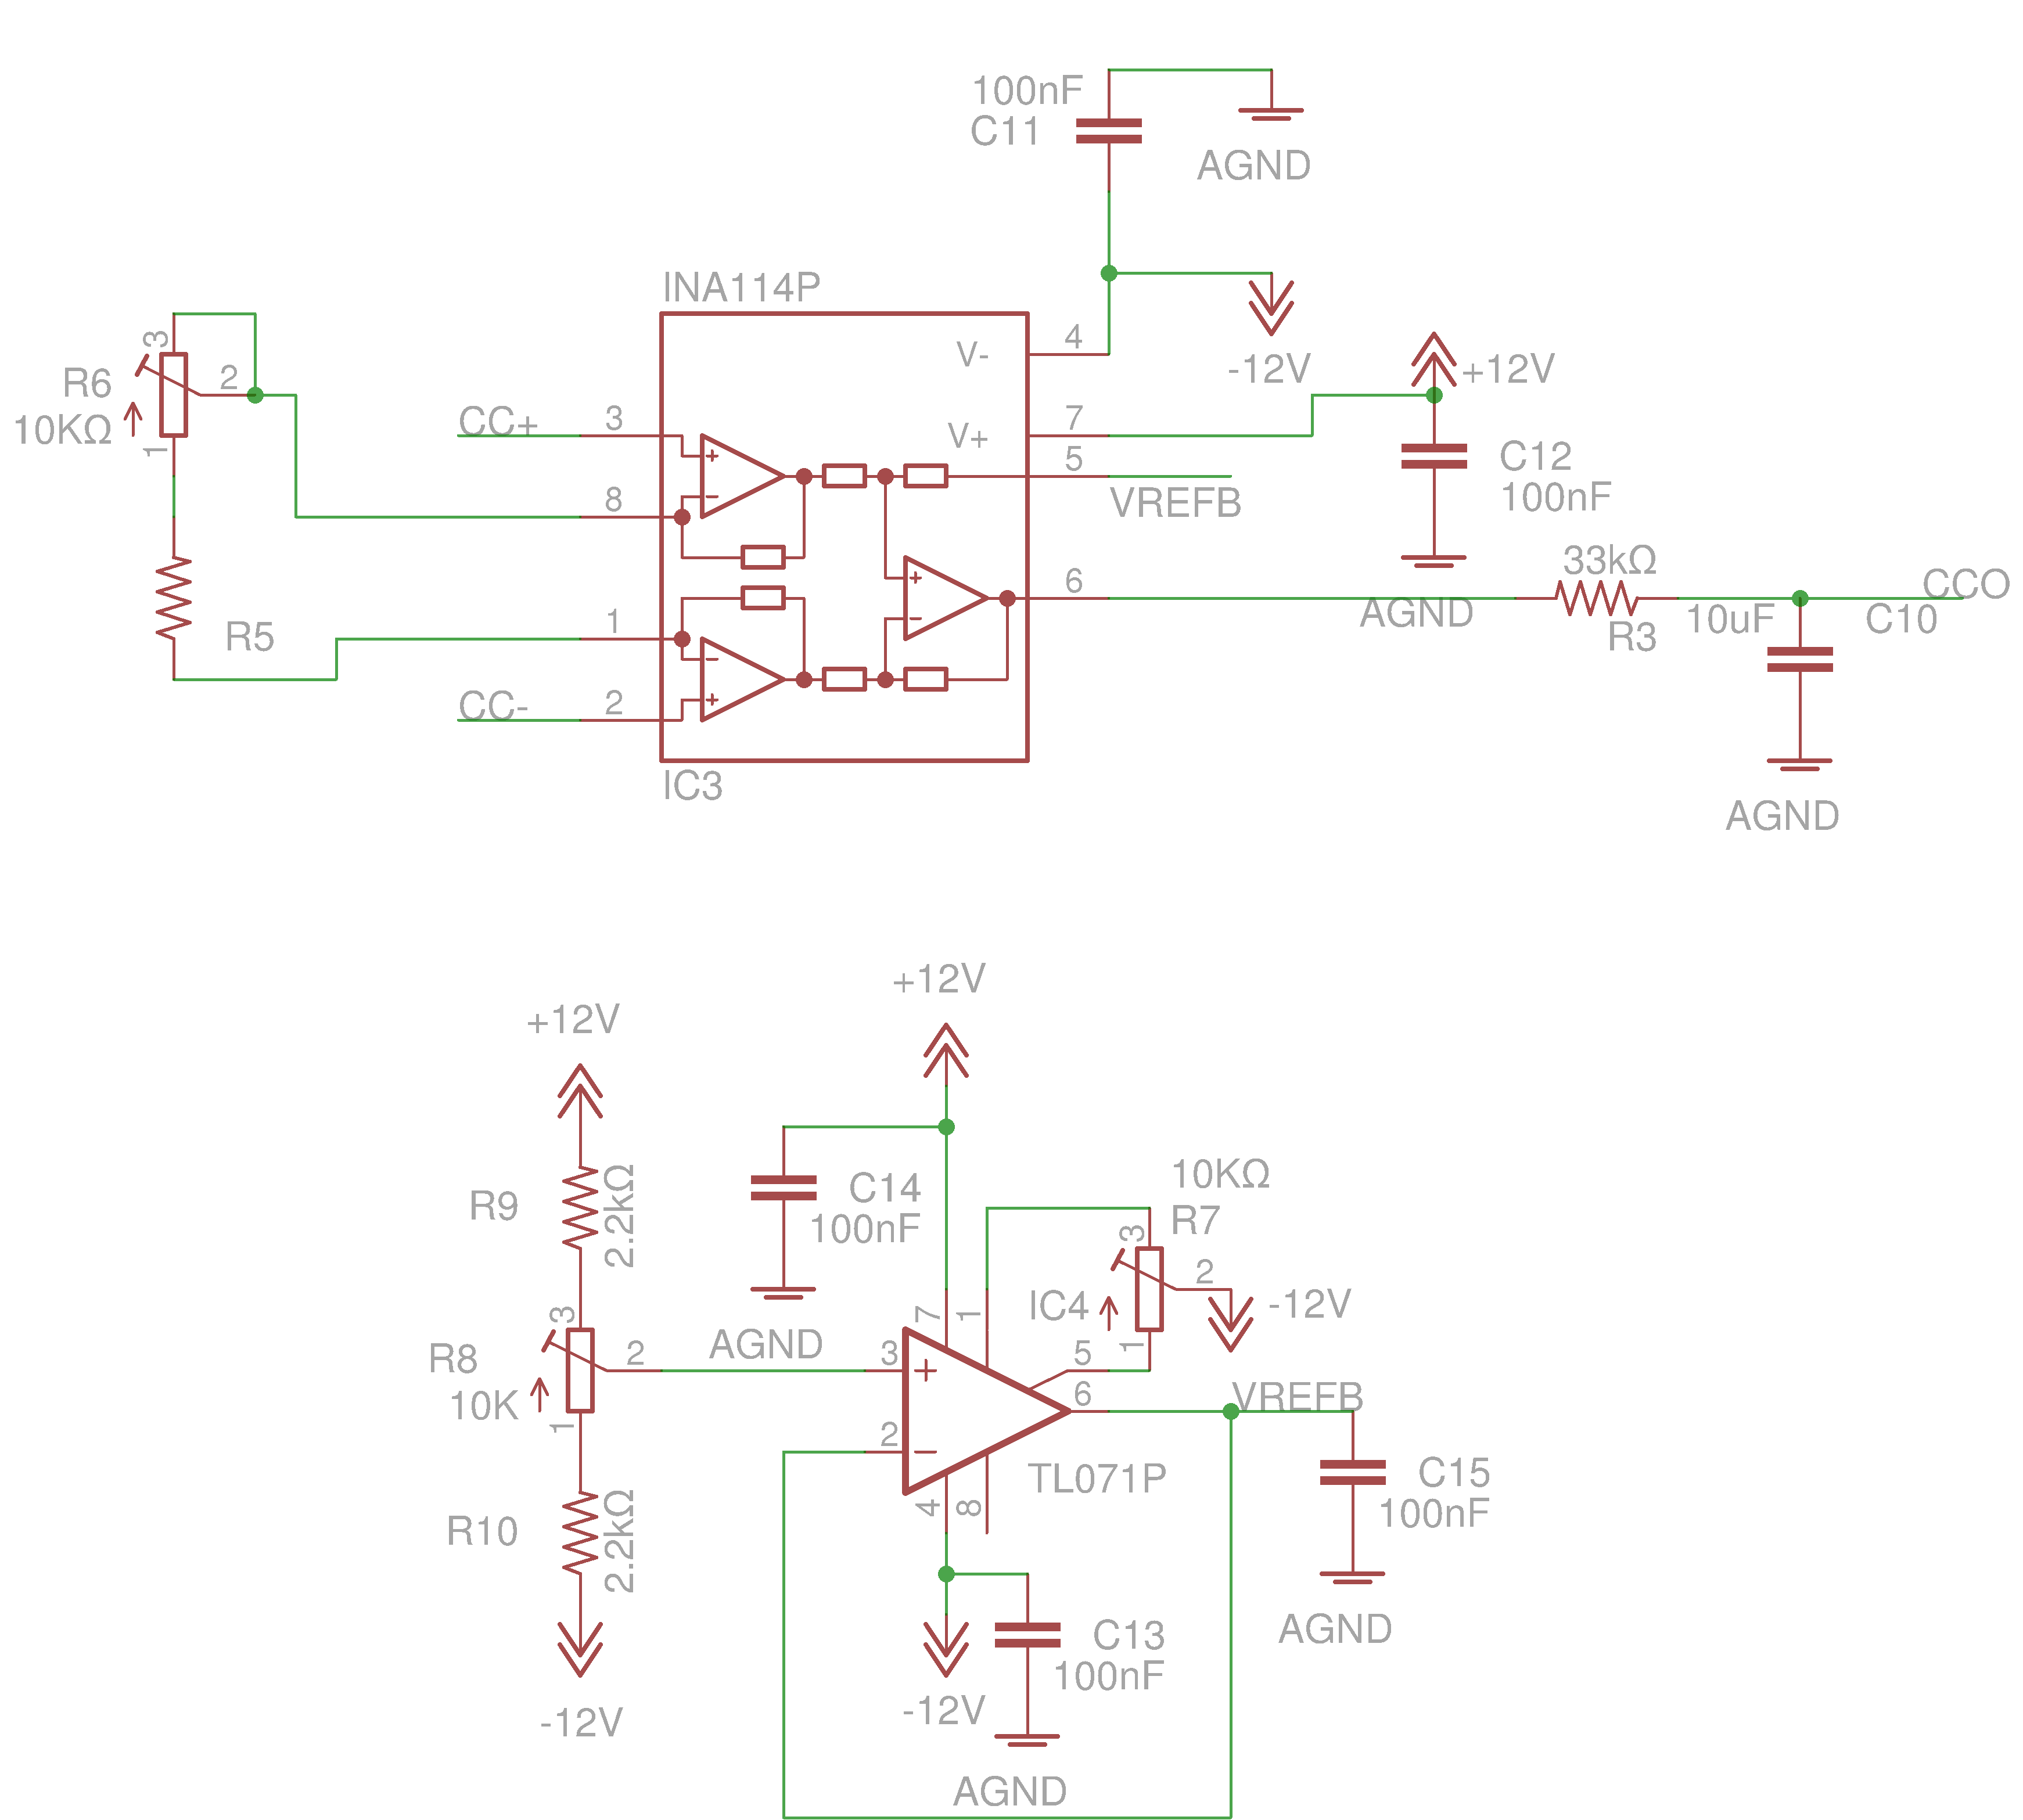 100nF
C11
AGND
INA114P
V-
4
-12V
+12V
3
R6
2
10KΩ
1
CC+
3
V+
7
5
VREFB
C12
100nF
8
33kΩ
6
AGND
R3
10uF
C10
CCO
1
R5
CC-
2
IC3
AGND
+12V
+12V
R9
2.2kΩ
C14
100nF
10KΩ
R7
3
2
IC4
-12V
1
7
1
3
R8
2
10K
1
AGND
3
+
5
6
VREFB
2
TL071P
4
8
C15
100nF
R10
2.2kΩ
AGND
C13
100nF
-12V
-12V
AGND